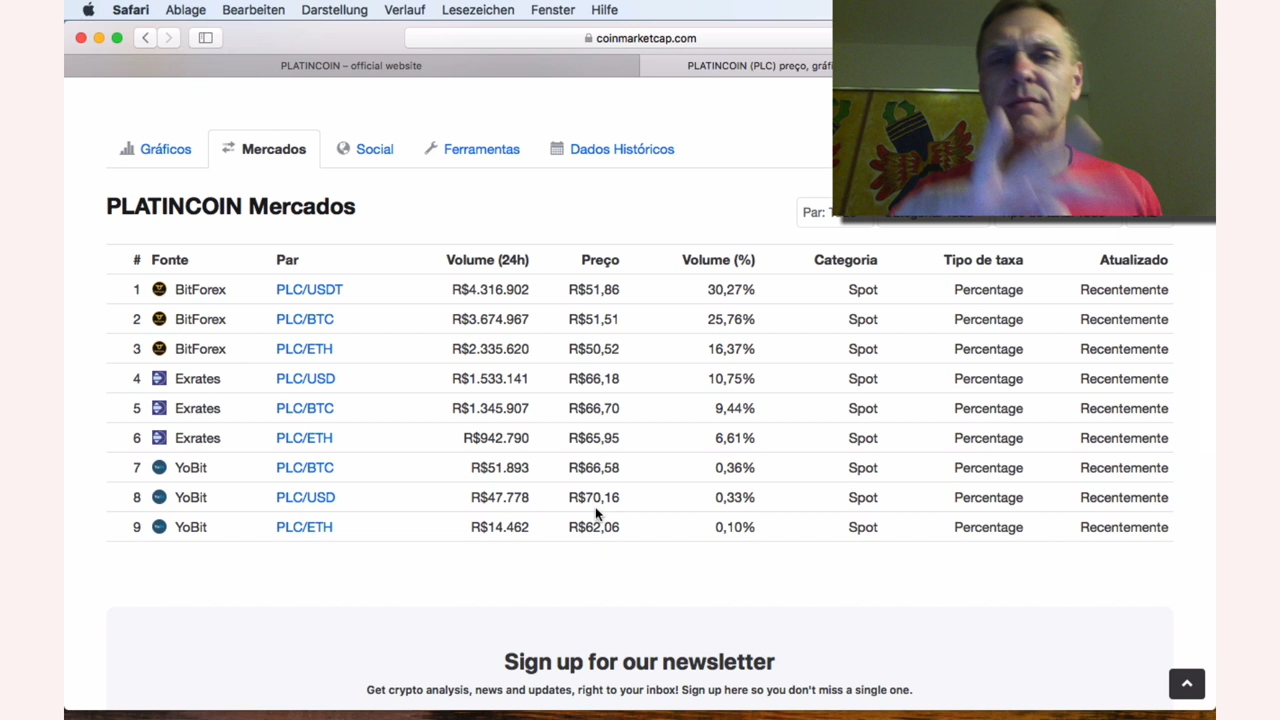 Safari Ablage Bearbeiten Darstellung Verlauf Lesezeichen Fenster Hilfe
coinmarketcap.com
PLATINCOIN – official website PLATINCOIN (PLC) preço,
Gráficos Mercados Social Ferramentas Dados Históricos
PLATINCOIN Mercados
Par:
# Fonte Par Volume (24h) Preço Volume (%) Categoria Tipo de taxa Atualizado
1 BitForex PLC/USDT R$4.316.902 R$51,86 30,27% Spot Percentage Recentemente
2 BitForex PLC/BTC R$3.674.967 R$51,51 25,76% Spot Percentage Recentemente
3 BitForex PLC/ETH R$2.335.620 R$50,52 16,37% Spot Percentage Recentemente
4 Exrates PLC/USD R$1.533.141 R$66,18 10,75% Spot Percentage Recentemente
5 Exrates PLC/BTC R$1.345.907 R$66,70 9,44% Spot Percentage Recentemente
6 Exrates PLC/ETH R$942.790 R$65,95 6,61% Spot Percentage Recentemente
7 YoBit PLC/BTC R$51.893 R$66,58 0,36% Spot Percentage Recentemente
8 YoBit PLC/USD R$47.778 R$70,16 0,33% Spot Percentage Recentemente
9 YoBit PLC/ETH R$14.462 R$62,06 0,10% Spot Percentage Recentemente
Sign up for our newsletter
Get crypto analysis, news and updates, right to your inbox! Sign up here so you don't miss a single one.